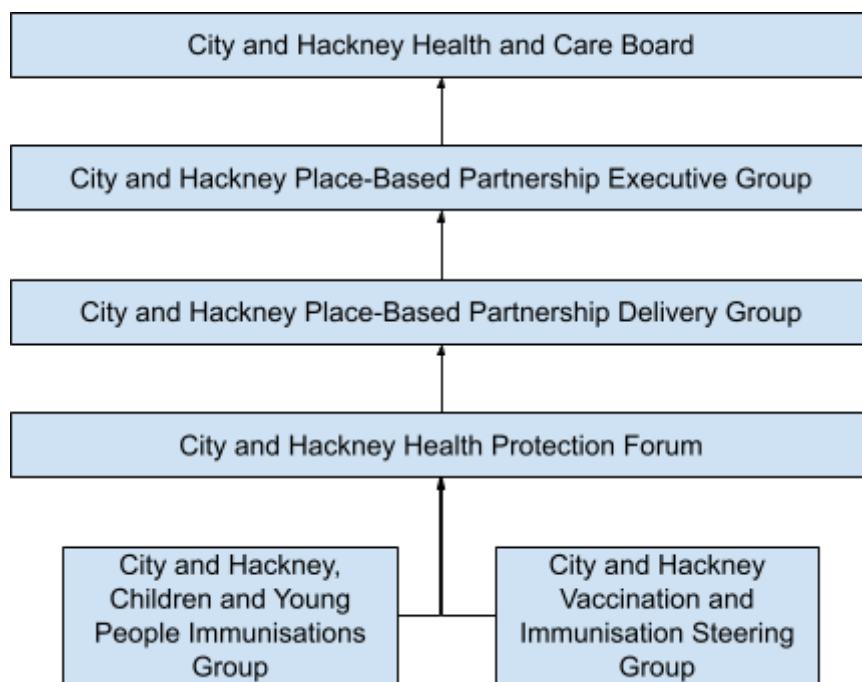 City and Hackney Health and Care Board
City and Hackney Place-Based Partnership Executive Group
City and Hackney Place-Based Partnership Delivery Group
City and Hackney Health Protection Forum
City and Hackney,
Children and Young
People Immunisations
Group
City and Hackney
Vaccination and
Immunisation Steering
Group